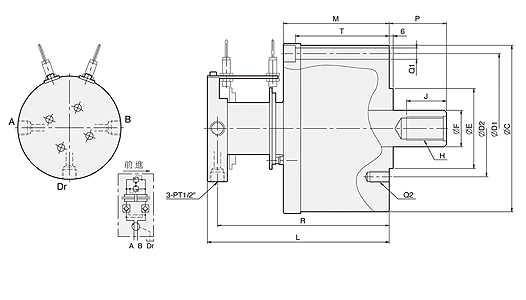 M
P
T
6
Q1
J
A
B
Dr
ØF
ØE
ØD2
ØD1
ØC
H
前進
3-PT1/2"
Q2
R
L
A B Dr